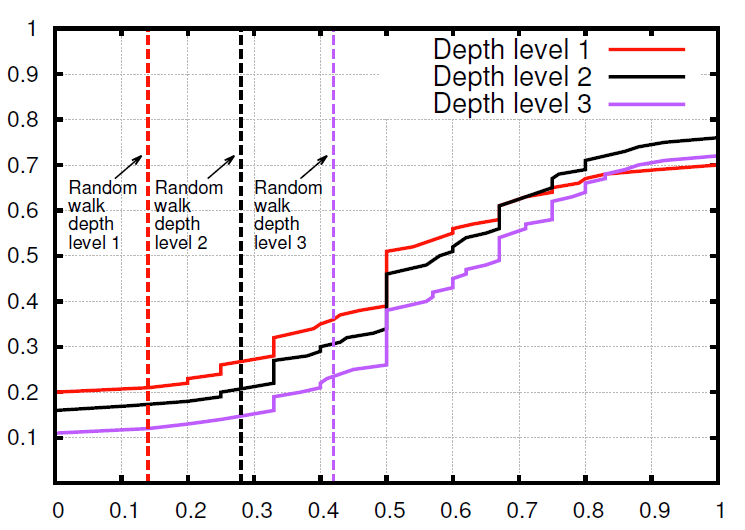 1
0.9
0.8
0.7
0.6
0.5
0.4
0.3
0.2
0.1
Depth level 1
Depth level 2
Depth level 3
Random
walk
depth
level 1
Random
walk
depth
level 2
Random
walk
depth
level 3
0 0.1 0.2 0.3 0.4 0.5 0.6 0.7 0.8 0.9 1